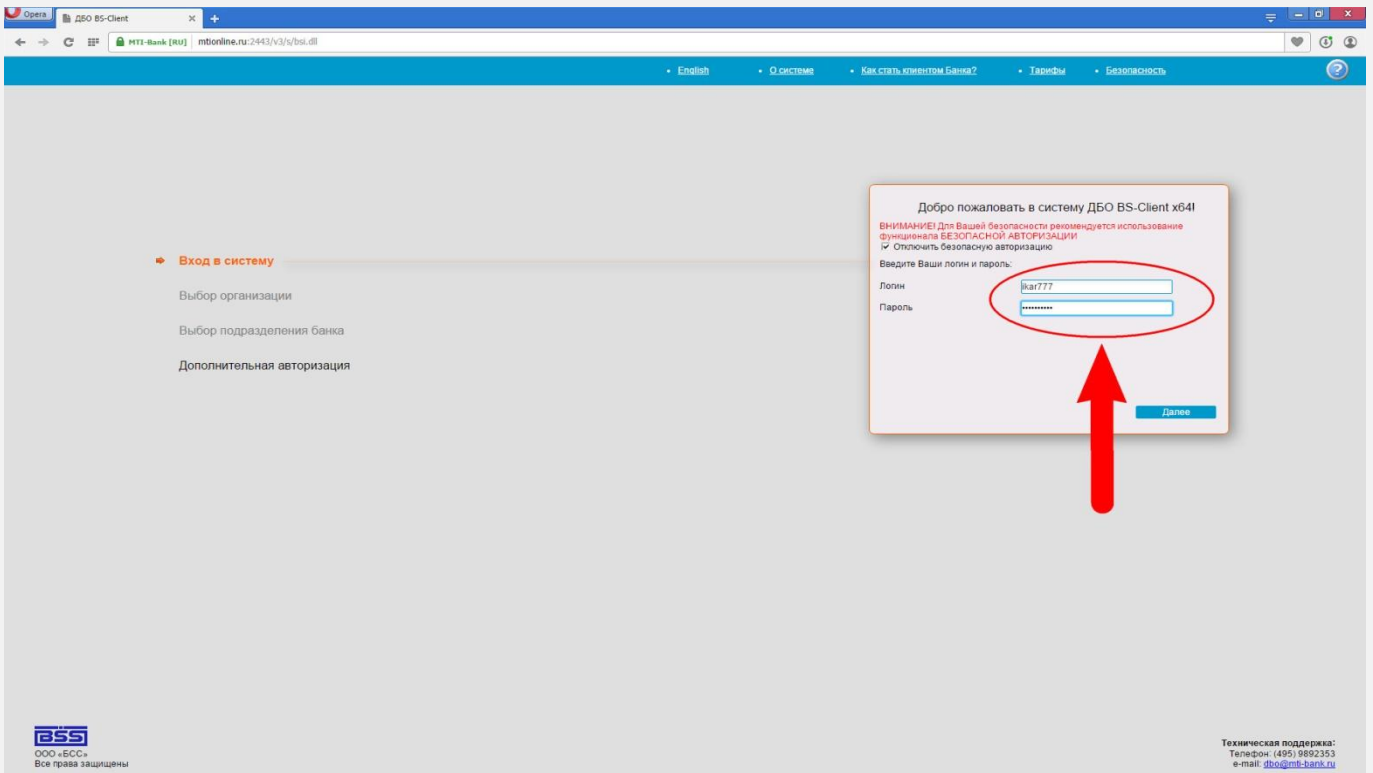 Opera
ДБО BS-Client
MTI-Bank [RU] mtionline.ru:2443/v3/s/bsi.dll
• English • О системе • Как стать клиентом Банка? • Тарифы • Безопасность
Добро пожаловать в систему ДБО BS-Client x64!
ВНИМАНИЕ! Для Вашей безопасности рекомендуется использование
функционала БЕЗОПАСНОЙ АВТОРИЗАЦИИ
Отключить безопасную авторизацию
Введите Ваши логин и пароль:
Логин ikar777
Пароль ••••••••••
Далее
Вход в систему
Выбор организации
Выбор подразделения банка
Дополнительная авторизация
BSS
ООО «БСС»
Все права защищены
Техническая поддержка:
Телефон: (495) 9892353
e-mail: dbo@mti-bank.ru